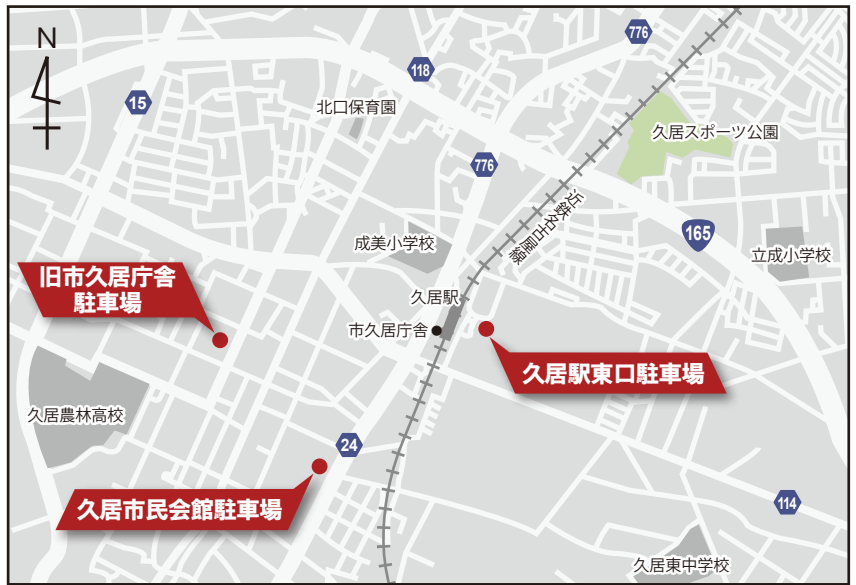 N
776
118
15
北口保育園
久居スポーツ公園
776
近鉄名古屋線
165
成美小学校
立成小学校
旧市久居庁舎
駐車場
久居駅
市久居庁舎
久居駅東口駐車場
久居農林高校
24
久居市民会館駐車場
114
久居東中学校